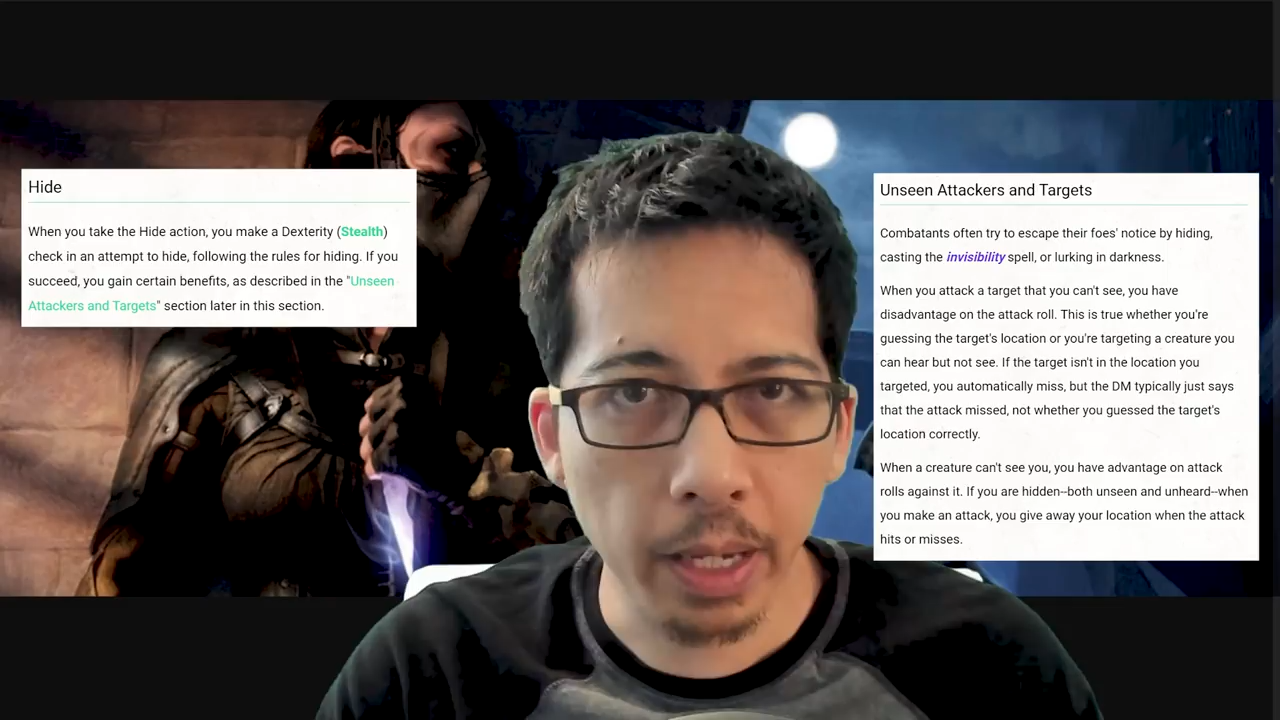 Hide
When you take the Hide action, you make a Dexterity (Stealth)
check in an attempt to hide, following the rules for hiding. If you
succeed, you gain certain benefits, as described in the "Unseen
Attackers and Targets" section later in this section.
Unseen Attackers and Targets
Combatants often try to escape their foes' notice by hiding,
casting the invisibility spell, or lurking in darkness.
When you attack a target that you can't see, you have
disadvantage on the attack roll. This is true whether you're
guessing the target's location or you're targeting a creature you
can hear but not see. If the target isn't in the location you
targeted, you automatically miss, but the DM typically just says
that the attack missed, not whether you guessed the target's
location correctly.
When a creature can't see you, you have advantage on attack
rolls against it. If you are hidden--both unseen and unheard--when
you make an attack, you give away your location when the attack
hits or misses.